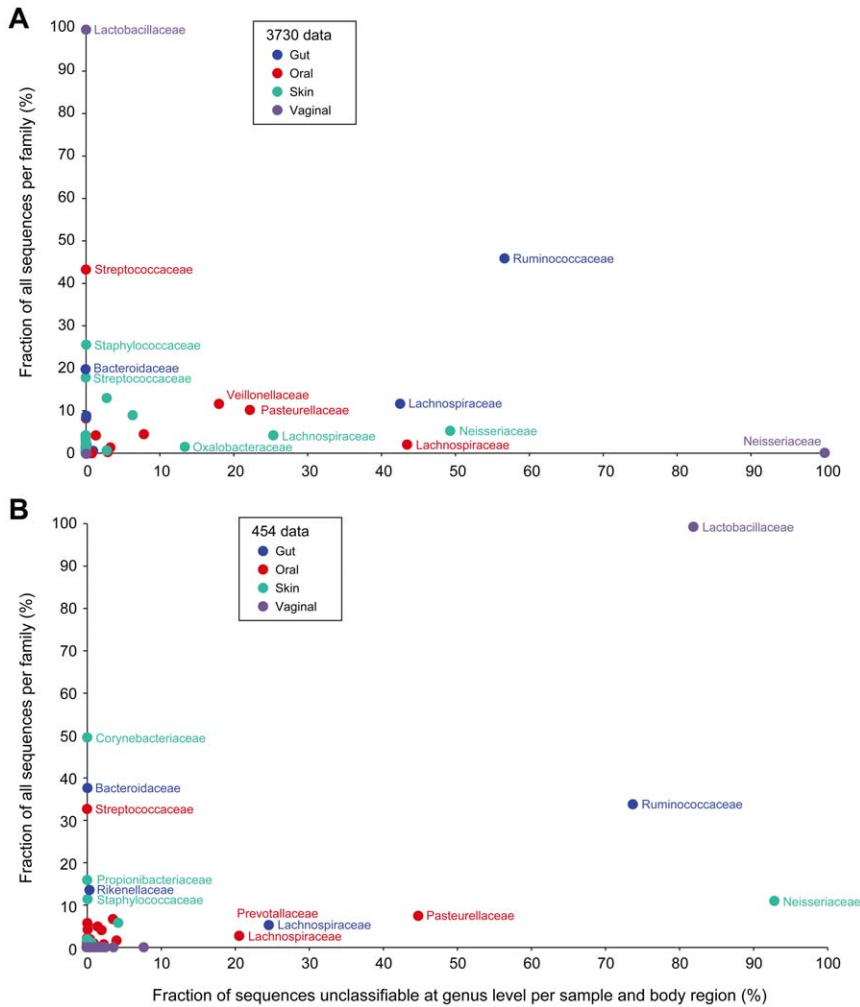 A
3730 data
Gut
Oral
Skin
Vaginal
Fraction of all sequences per family (%)
100
90
80
70
60
50
40
30
20
10
0
Lactobacillaceae
Ruminococcaceae
Streptococcaceae
Staphylococcaceae
Bacteroidaceae
Streptococcaceae
Veillonellaceae
Pasteurellaceae
Lachnospiraceae
Neisseriaceae
Lachnospiraceae
Lachnospiraceae
Oxalobacteraceae
Neisseriaceae
0 10 20 30 40 50 60 70 80 90 100
B
454 data
Gut
Oral
Skin
Vaginal
Fraction of all sequences per family (%)
100
90
80
70
60
50
40
30
20
10
0
Lactobacillaceae
Corynebacteriaceae
Bacteroidaceae
Streptococcaceae
Ruminococcaceae
Propionibacteriaceae
Rikenellaceae
Staphylococcaceae
Neisseriaceae
Prevotallaceae
Pasteurellaceae
Lachnospiraceae
Lachnospiraceae
0 10 20 30 40 50 60 70 80 90 100
Fraction of sequences unclassifiable at genus level per sample and body region (%)